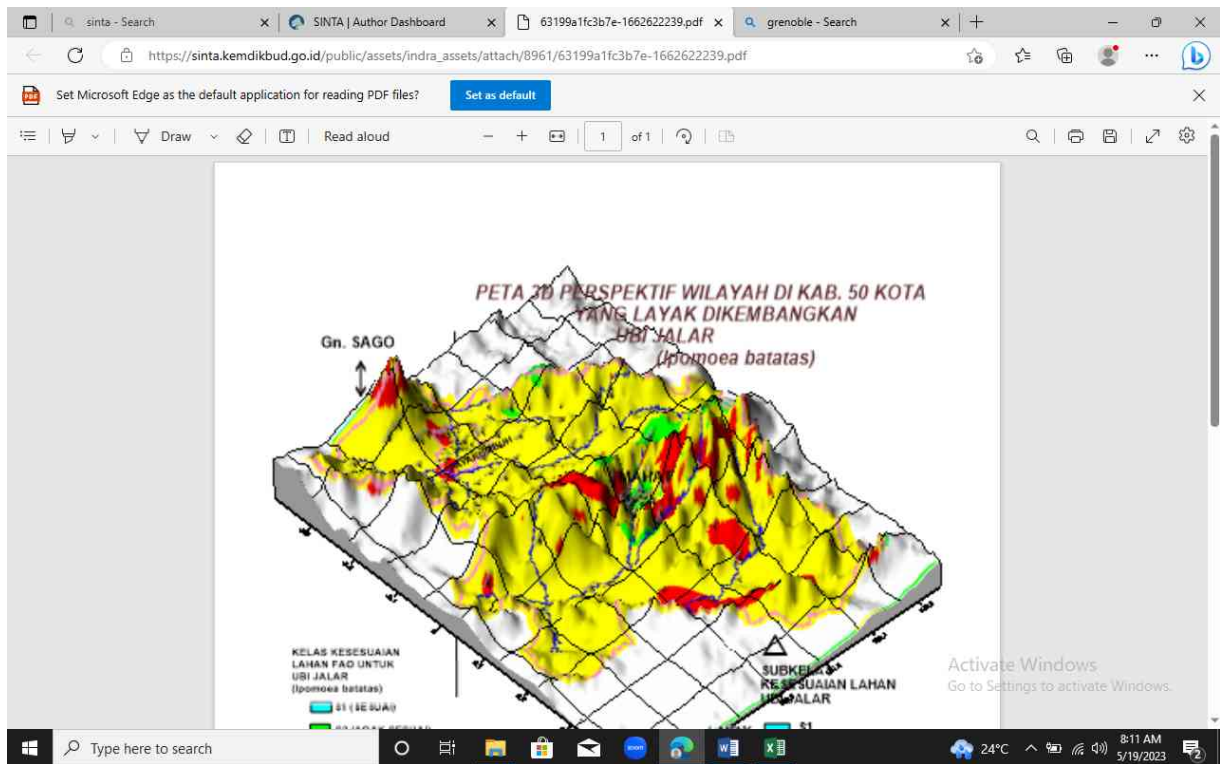 sinta - Search
SINTA | Author Dashboard
63199a1fc3b7e-1662622239.pdf
grenoble - Search
https://sinta.kemdikbud.go.id/public/assets/indra_assets/attach/8961/63199a1fc3b7e-1662622239.pdf
Set Microsoft Edge as the default application for reading PDF files?
Set as default
Draw
Read aloud
1
of 1
PETA 3D PERSPEKTIF WILAYAH DI KAB. 50 KOTA
YANG LAYAK DIKEMBANGKAN
UBI JALAR
(Ipomoea batatas)
Gn. SAGO
KELAS KESESUAIAN
LAHAN FAO UNTUK
UBI JALAR
(Ipomoea batatas)
S1 (SESUAI)
SUBKELAS
KESESUAIAN LAHAN
UBI JALAR
S1
Activate Windows
Go to Settings to activate Windows.
Type here to search
zoom
24°C
8:11 AM
5/19/2023
2